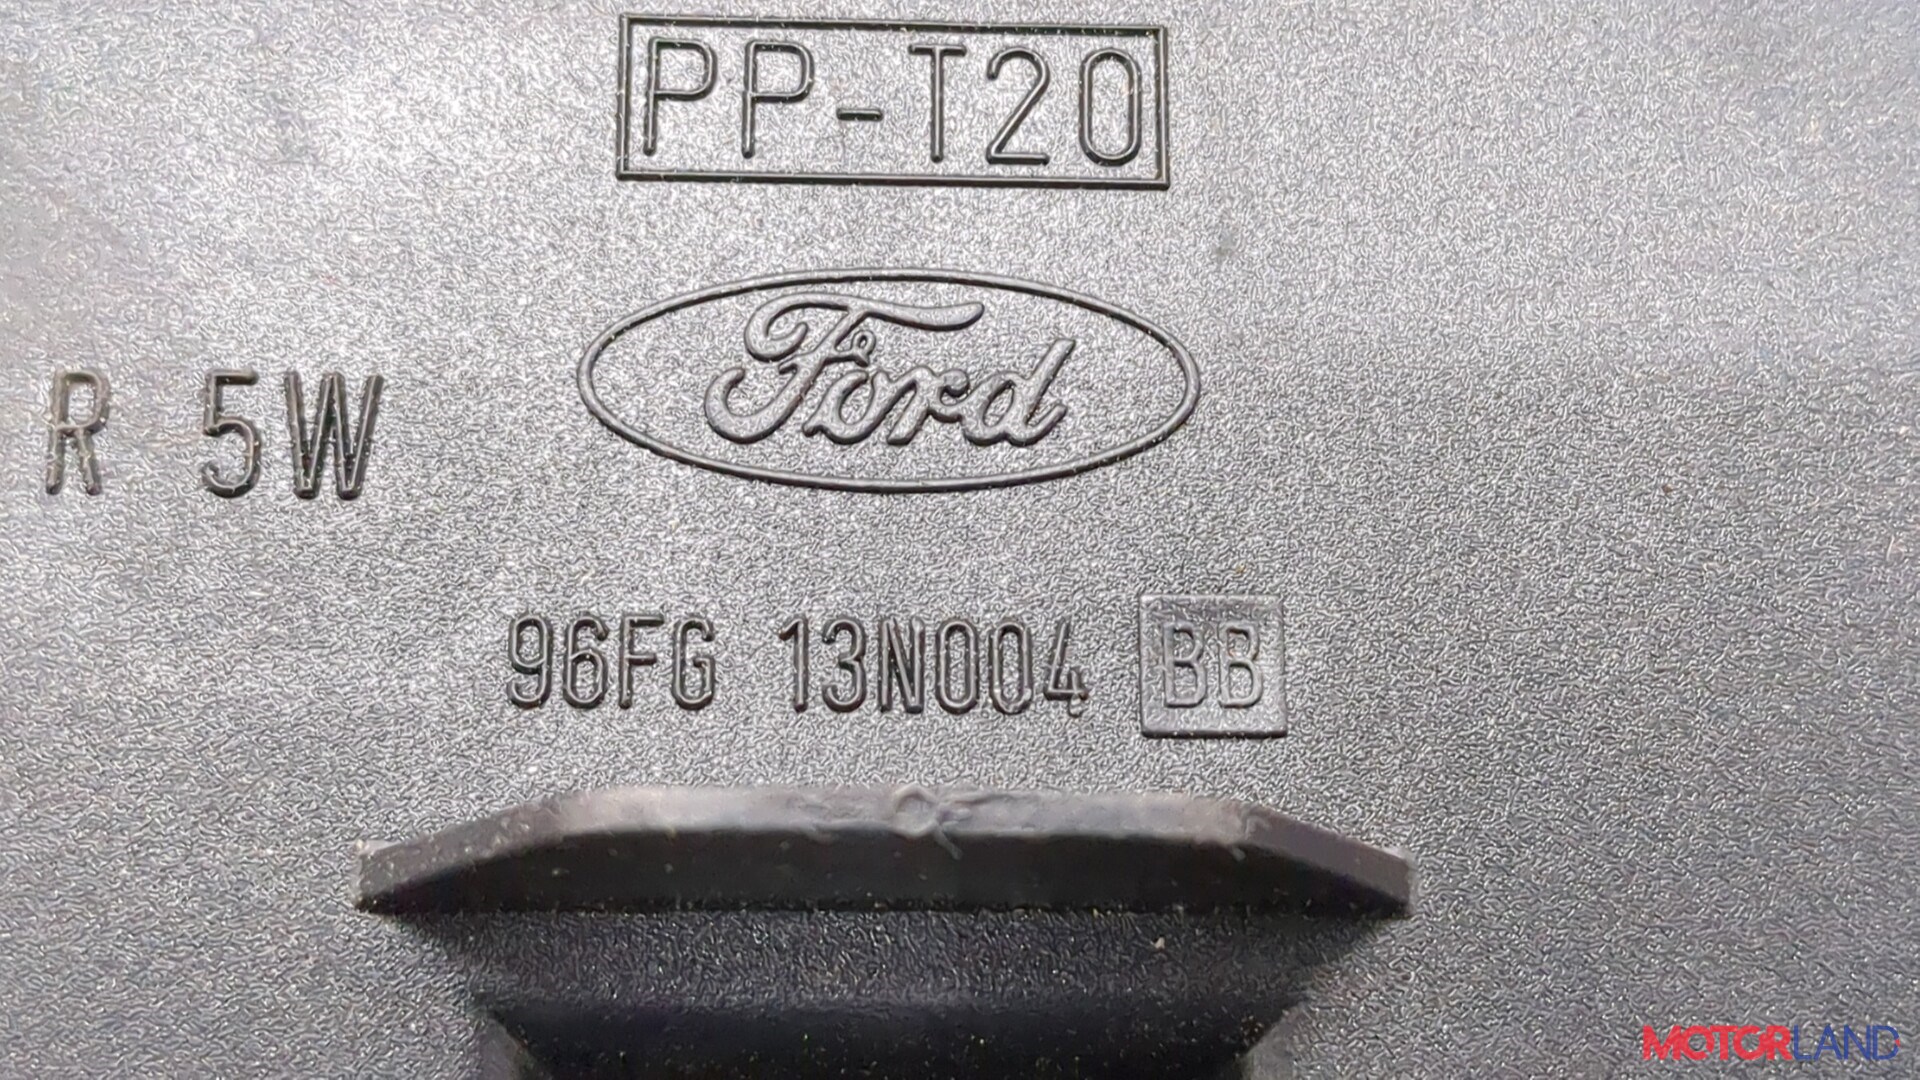 PP-T20
Ford
R 5W
96FG 13N004 BB
MOTORLAND